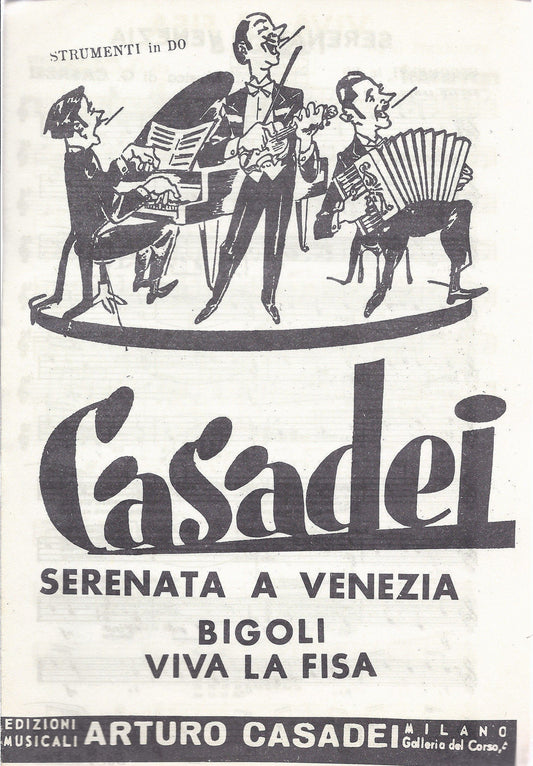 STRUMENTI in DO
Casadei
SERENATA A VENEZIA
BIGOLI
VIVA LA FISA
EDIZIONI
MUSICALI
ARTURO CASADEI
MILANO
Galleria del Corso,